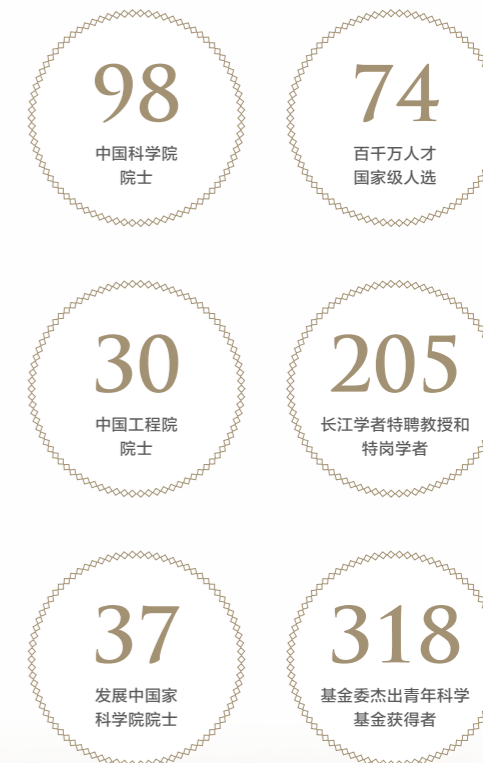 98
中国科学院
院士
74
百千万人才
国家级人选
30
中国工程院
院士
205
长江学者特聘教授和
特岗学者
37
发展中国家
科学院院士
318
基金委杰出青年科学
基金获得者